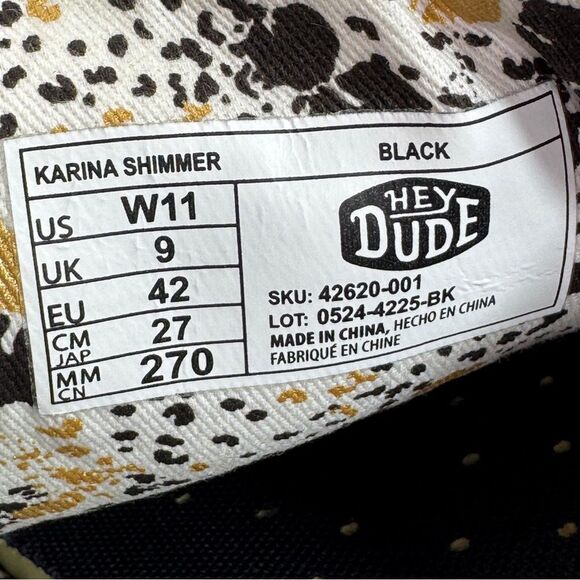 KARINA SHIMMER BLACK
US W11
UK 9
EU 42
CM JAP 27
MM CN 270
HEY
DUDE
SKU: 42620-001
LOT: 0524-4225-BK
MADE IN CHINA, HECHO EN CHINA
FABRIQUÉ EN CHINE